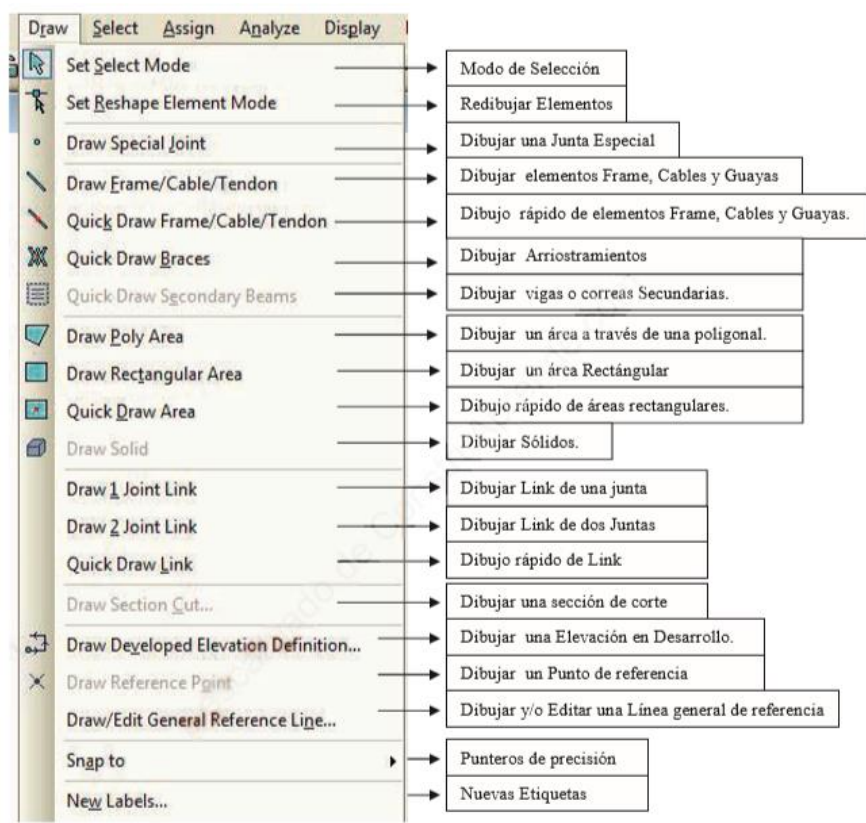 Draw Select Assign Analyze Display
Set Select Mode Modo de Selección
Set Reshape Element Mode Redibujar Elementos
Draw Special Joint Dibujar una Junta Especial
Draw Frame/Cable/Tendon Dibujar elementos Frame, Cables y Guayas
Quick Draw Frame/Cable/Tendon Dibujo rápido de elementos Frame, Cables y Guayas.
Quick Draw Braces Dibujar Arriostramientos
Quick Draw Secondary Beams Dibujar vigas o correas Secundarias.
Draw Poly Area Dibujar un área a través de una poligonal.
Draw Rectangular Area Dibujar un área Rectángular
Quick Draw Area Dibujo rápido de áreas rectangulares.
Draw Solid Dibujar Sólidos.
Draw 1 Joint Link Dibujar Link de una junta
Draw 2 Joint Link Dibujar Link de dos Juntas
Quick Draw Link Dibujo rápido de Link
Draw Section Cut... Dibujar una sección de corte
Draw Developed Elevation Definition... Dibujar una Elevación en Desarrollo.
Draw Reference Point Dibujar un Punto de referencia
Draw/Edit General Reference Line... Dibujar y/o Editar una Línea general de referencia
Snap to Punteros de precisión
New Labels... Nuevas Etiquetas